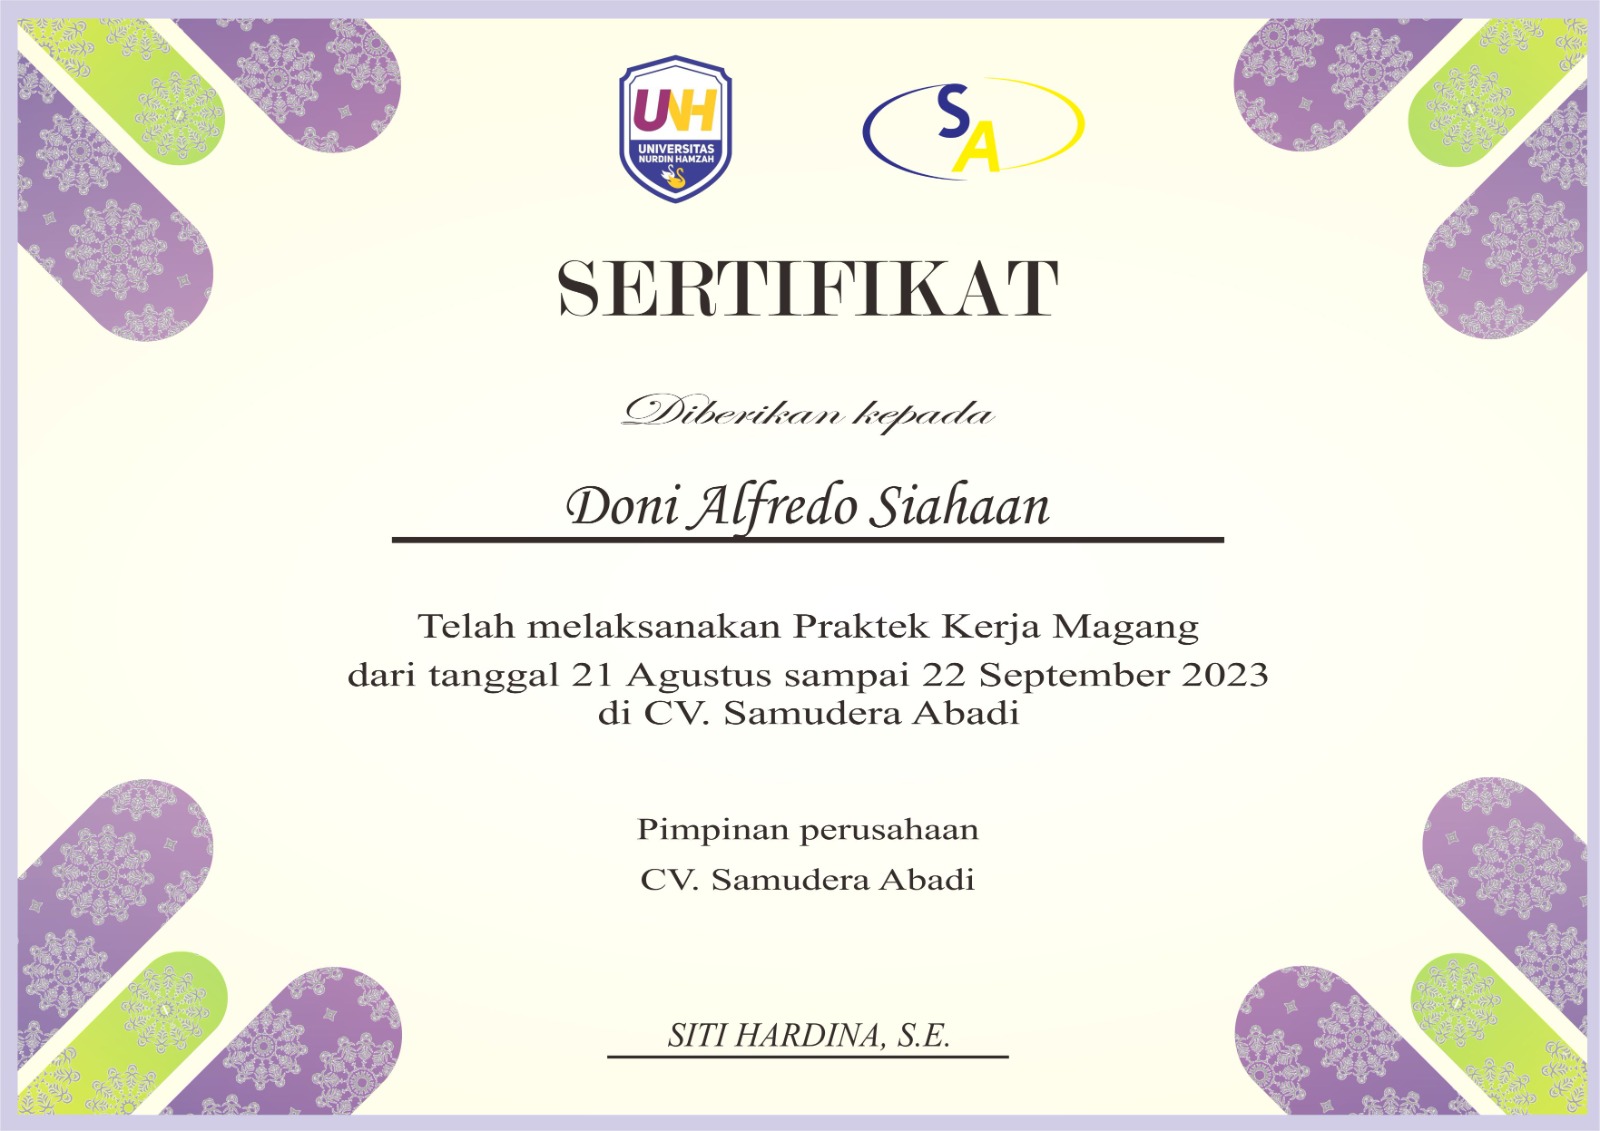 UNH
UNIVERSITAS
NURDIN HAMZAH
SA
SERTIFIKAT
Diberikan kepada
Doni Alfredo Siahaan
Telah melaksanakan Praktek Kerja Magang
dari tanggal 21 Agustus sampai 22 September 2023
di CV. Samudera Abadi
Pimpinan perusahaan
CV. Samudera Abadi
SITI HARDINA, S.E.